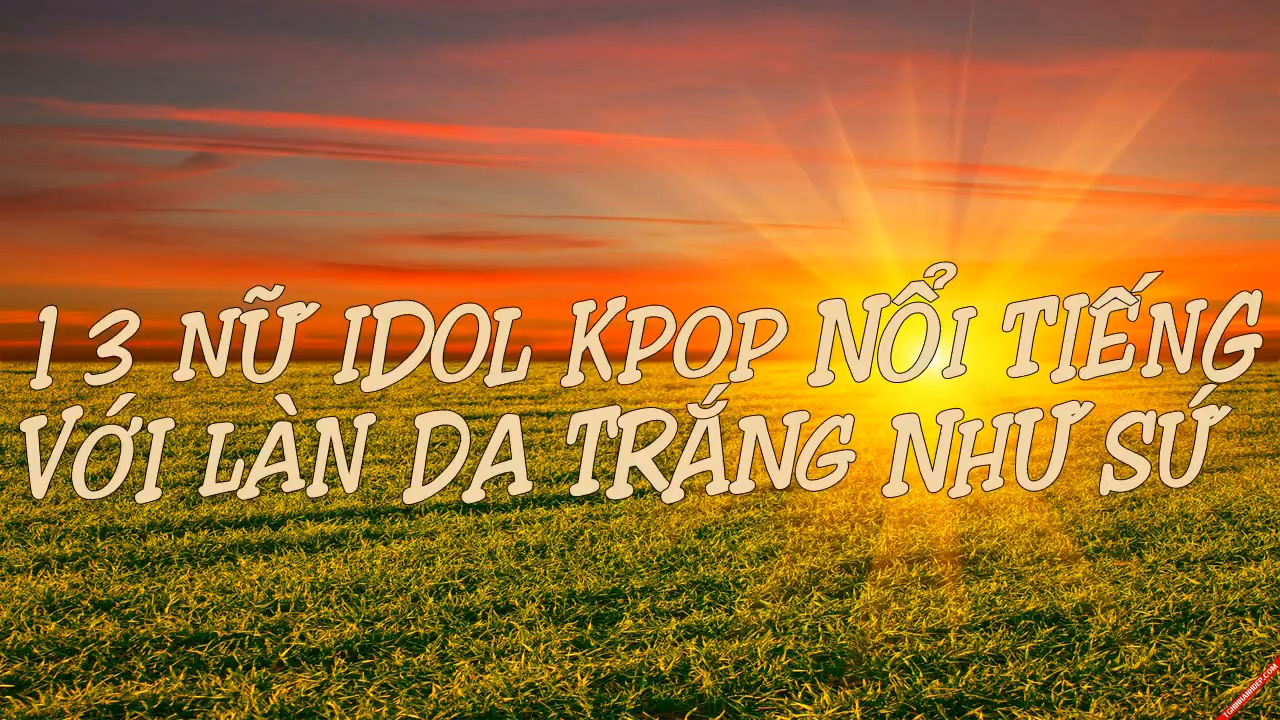 13 NỮ IDOL KPOP NỔI TIẾNG
VỚI LÀN DA TRẮNG NHƯ SỨ